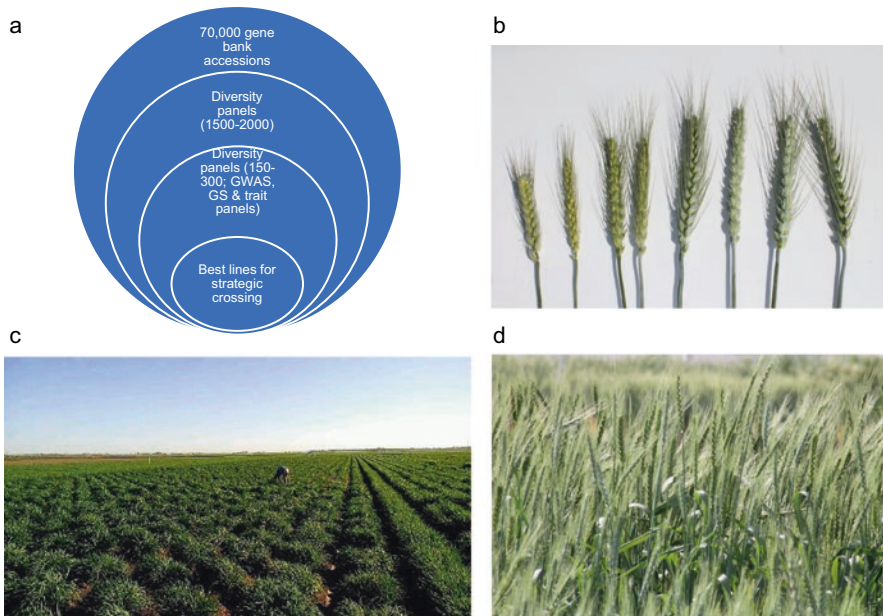 a
70,000 gene
bank
accessions
Diversity
panels
(1500-2000)
Diversity
panels (150-
300; GWAS,
GS & trait
panels)
Best lines for
strategic
crossing
b
c
d